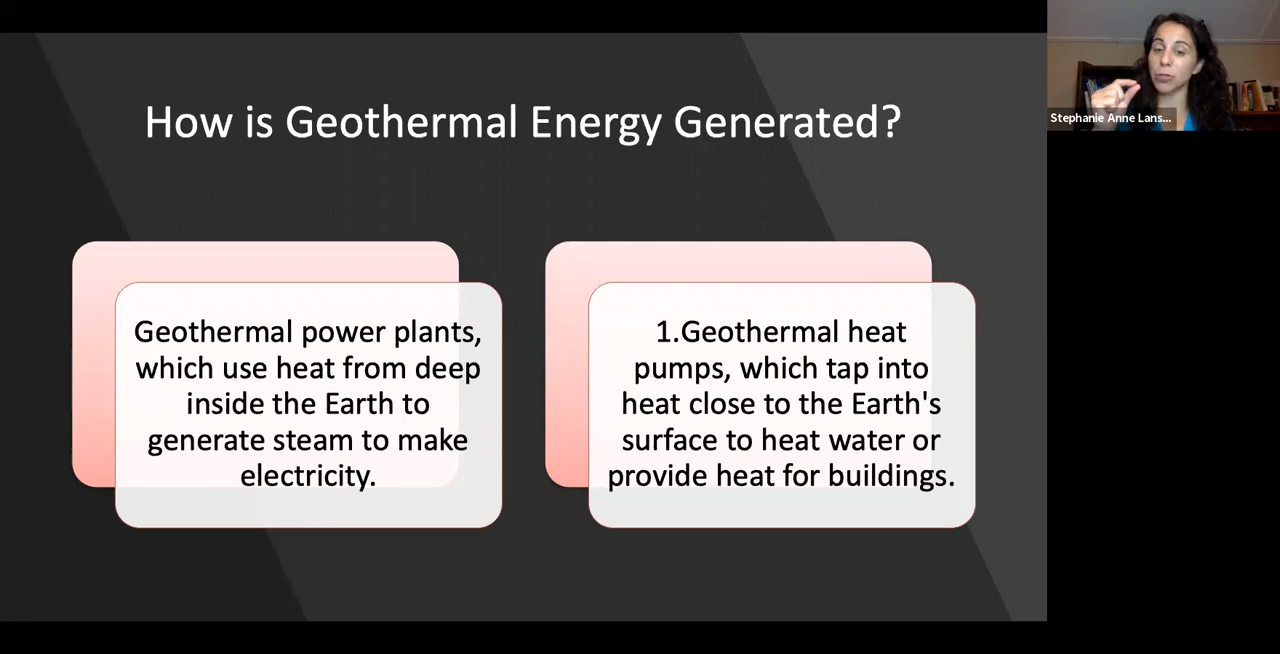 How is Geothermal Energy Generated?
Geothermal power plants,
which use heat from deep
inside the Earth to
generate steam to make
electricity.
1.Geothermal heat
pumps, which tap into
heat close to the Earth's
surface to heat water or
provide heat for buildings.
Stephanie Anne Lans...